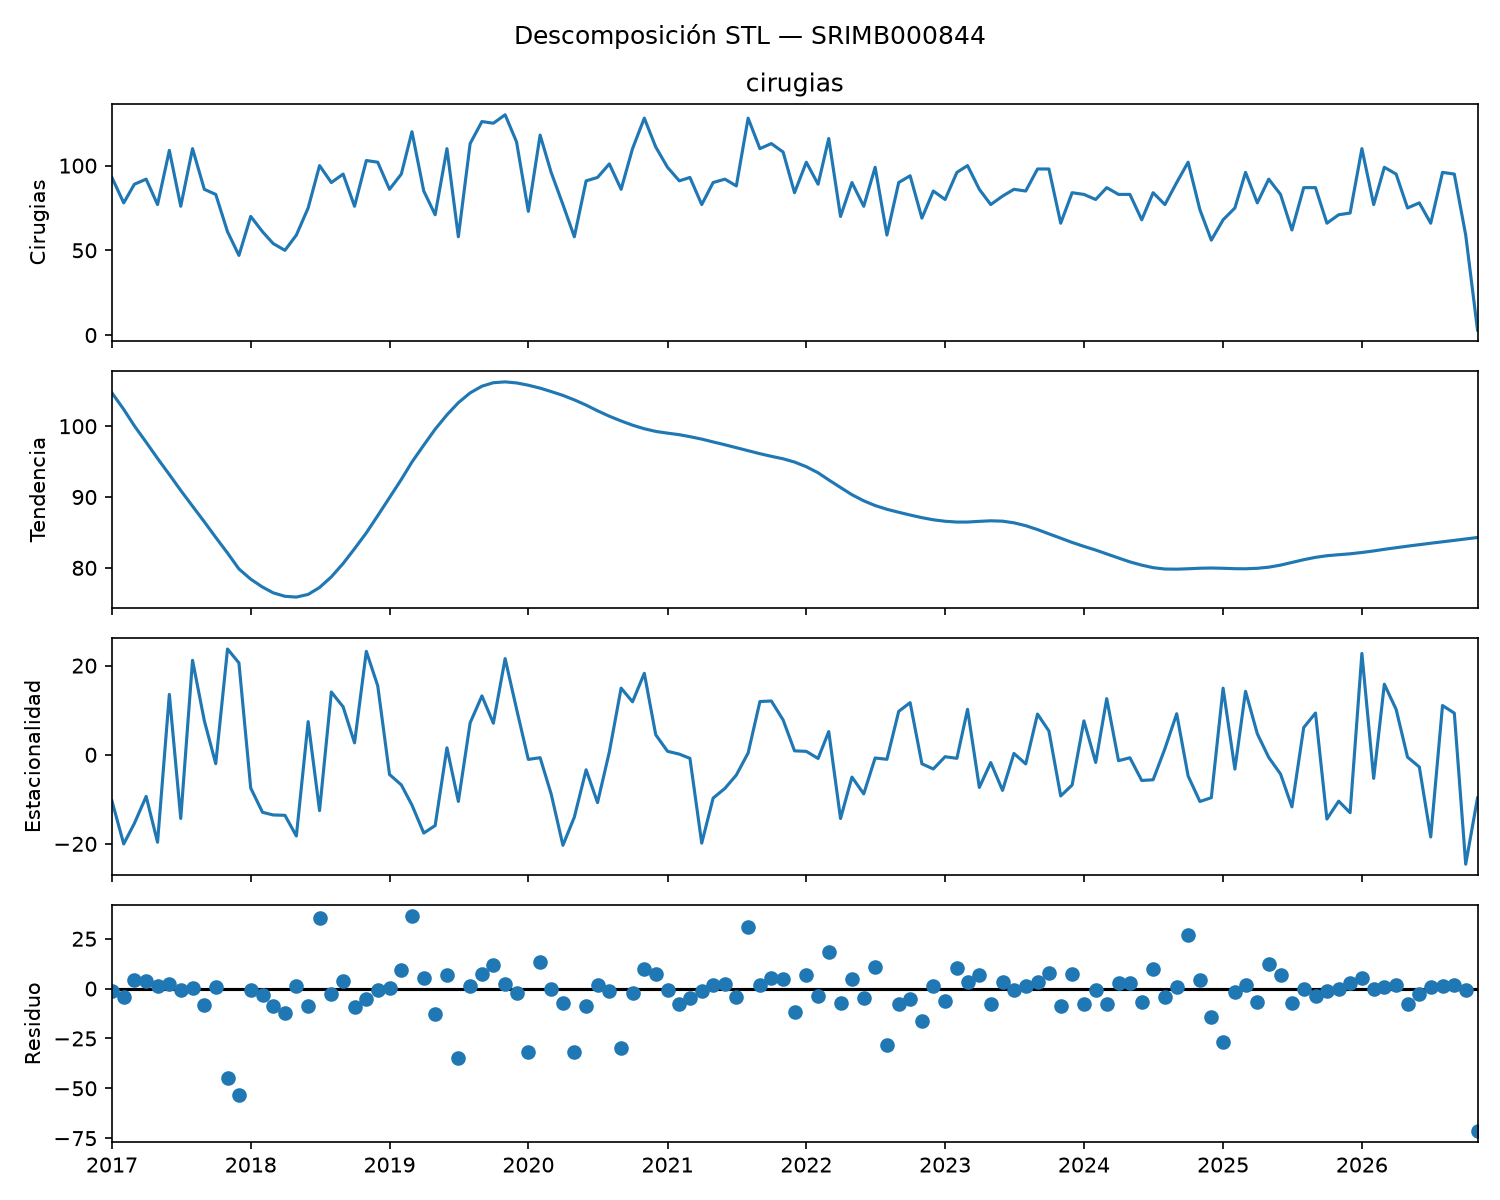 Descomposición STL — SRIMB000844
cirugias
Cirugias
100
50
0
Tendencia
100
90
80
Estacionalidad
20
0
−20
Residuo
25
0
−25
−50
−75
2017 2018 2019 2020 2021 2022 2023 2024 2025 2026